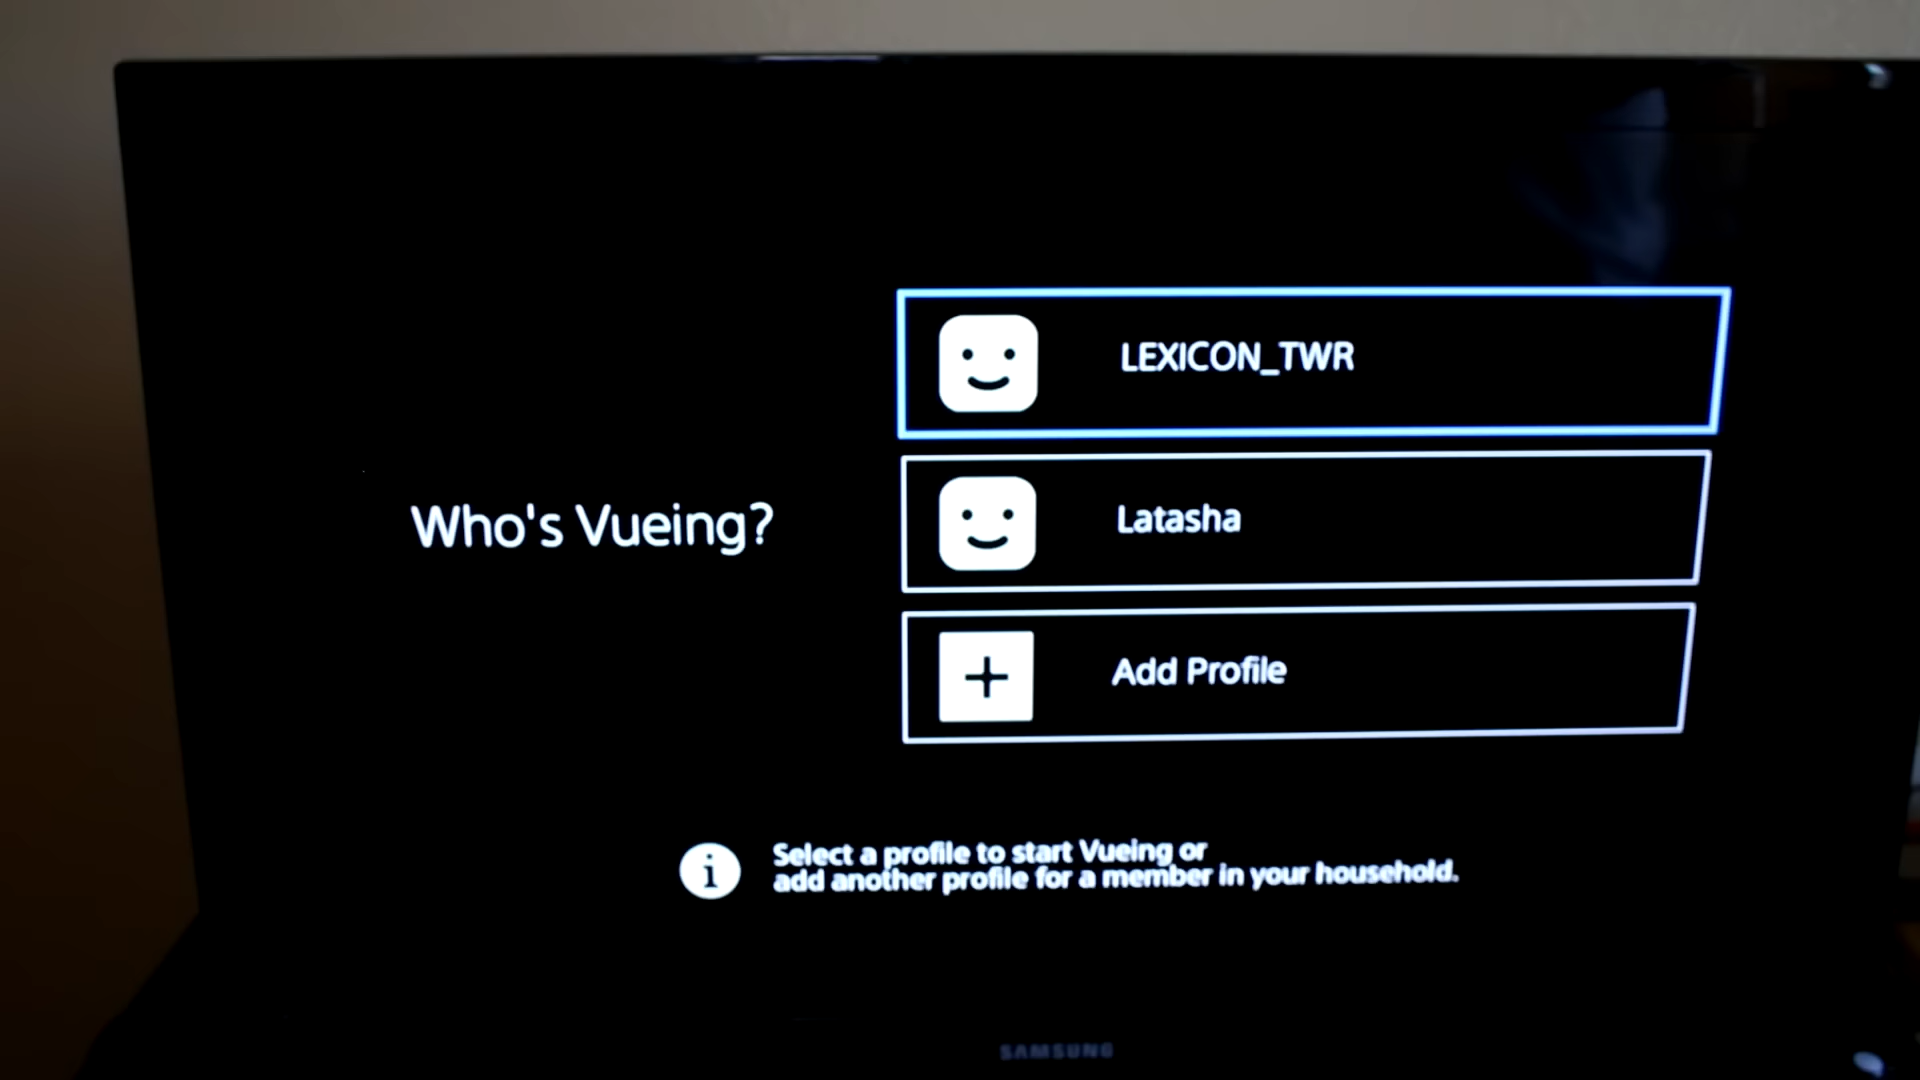 LEXICON_TWR
Who's Vueing?
Latasha
Add Profile
i
Select a profile to start Vueing or
add another profile for a member in your household.
SAMSUNG